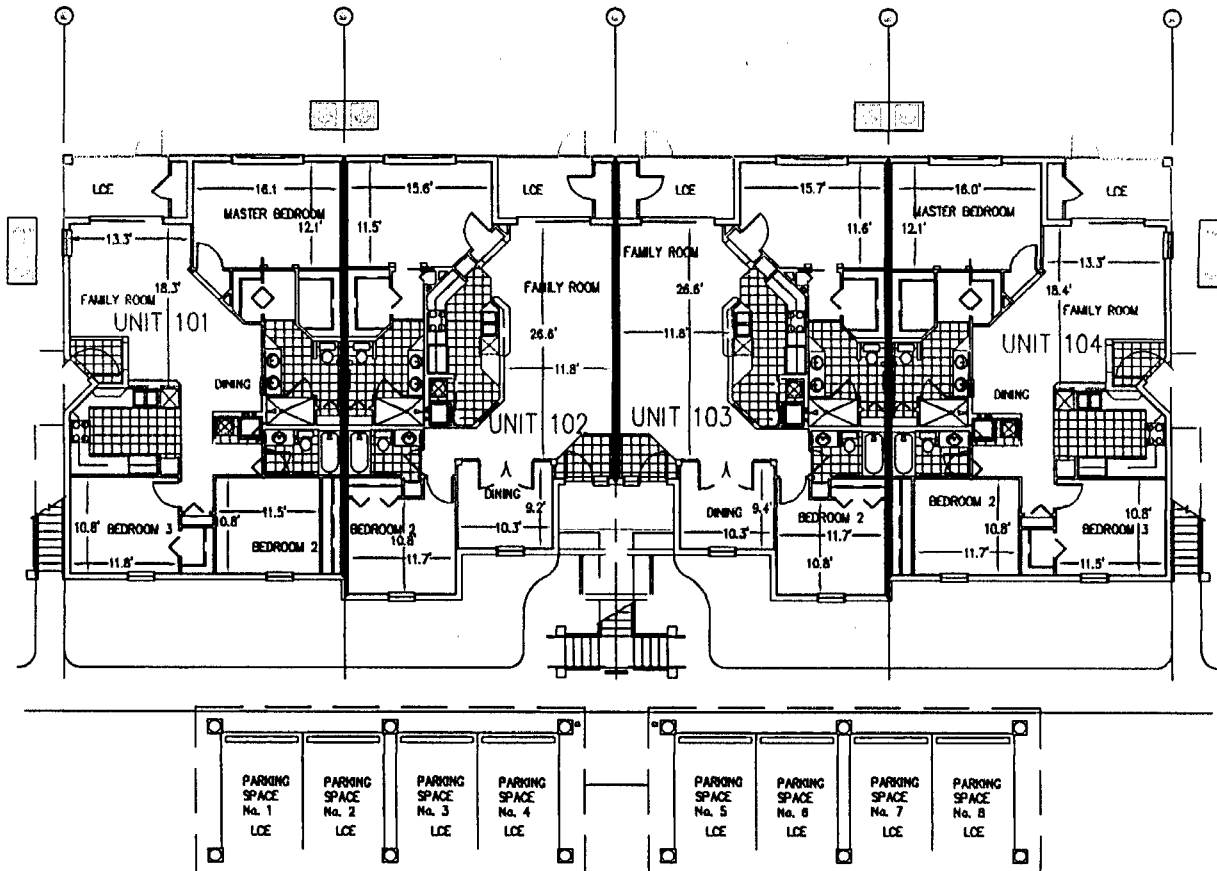 LCE
16.1
MASTER BEDROOM
12.1'
13.3'
18.3'
FAMILY ROOM
UNIT 101
DINING
10.8'
BEDROOM 3
11.8'
10.8'
11.5'
BEDROOM 2
15.6'
11.5'
LCE
FAMILY ROOM
26.6'
11.8'
UNIT 102
DINING
9.2'
10.3'
BEDROOM 2
10.8'
11.7'
LCE
15.7'
11.6'
FAMILY ROOM
26.6'
11.8'
UNIT 103
DINING
9.4'
10.3'
BEDROOM 2
11.7'
10.8'
16.0'
MASTER BEDROOM
12.1'
LCE
13.3'
18.4'
FAMILY ROOM
UNIT 104
DINING
BEDROOM 2
10.8'
11.7'
10.8'
BEDROOM 3
11.5'
PARKING
SPACE
No. 1
LCE
PARKING
SPACE
No. 2
LCE
PARKING
SPACE
No. 3
LCE
PARKING
SPACE
No. 4
LCE
PARKING
SPACE
No. 5
LCE
PARKING
SPACE
No. 6
LCE
PARKING
SPACE
No. 7
LCE
PARKING
SPACE
No. 8
LCE